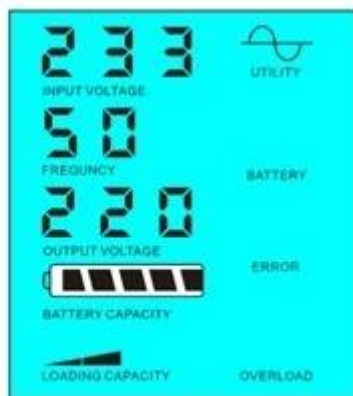 233
INPUT VOLTAGE
UTILITY
50
FREQUNCY
BATTERY
220
OUTPUT VOLTAGE
ERROR
BATTERY CAPACITY
LOADING CAPACITY
OVERLOAD